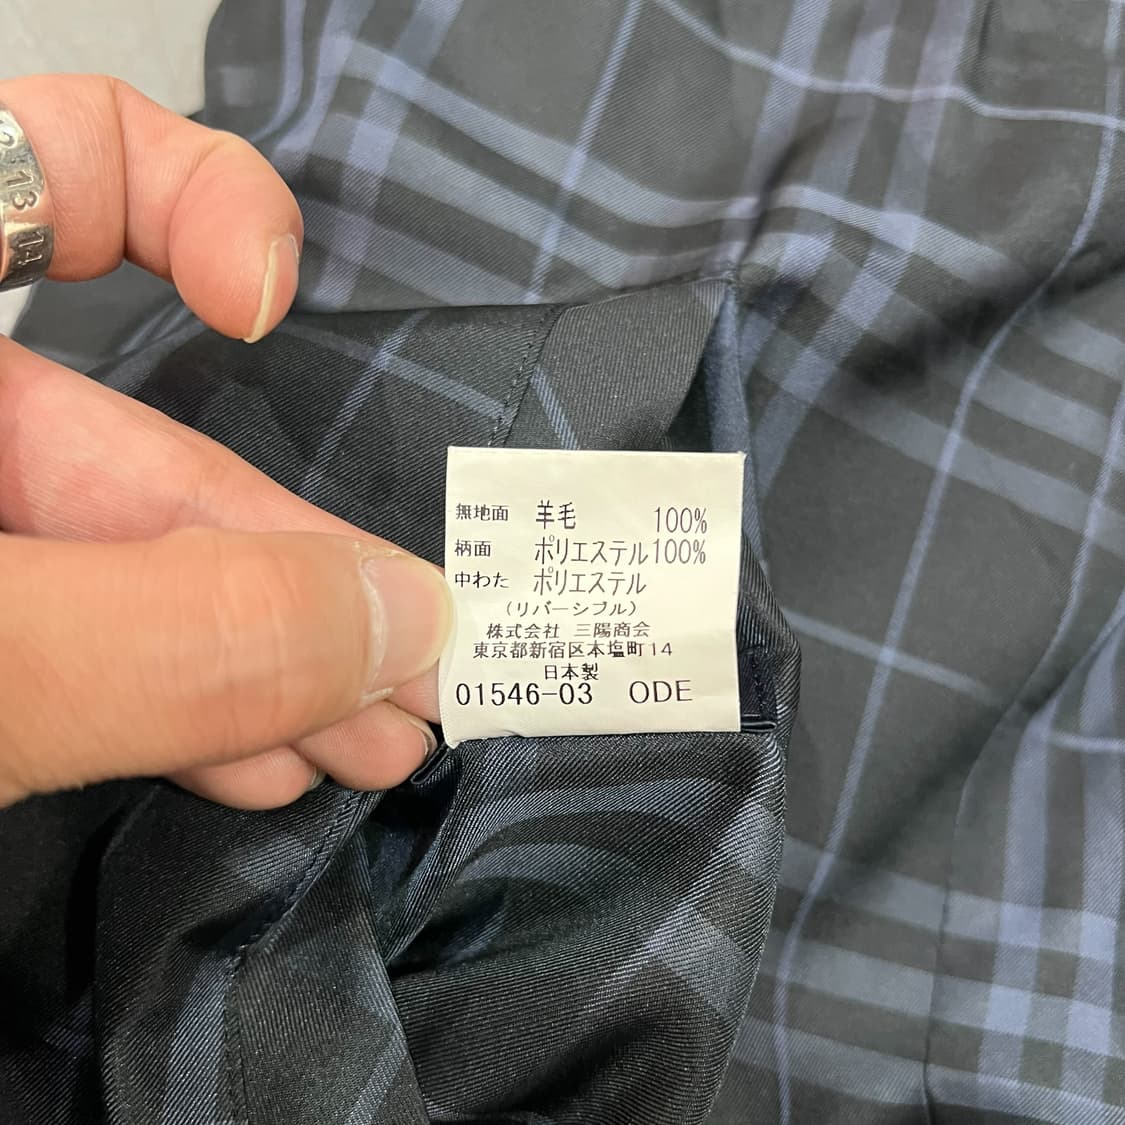 2 13 14
無地面 羊毛 100%
柄面 ポリエステル100%
中わた ポリエステル
(リバーシブル)
株式会社 三陽商会
東京都新宿区本塩町14
日本製
01546-03 ODE